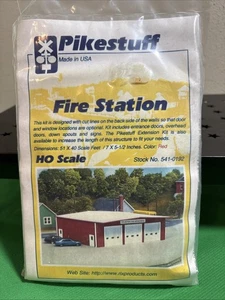 Pikestuff
Made in USA
Fire Station
This kit is designed with cut lines on the back side of the walls so that door
and window locations are optional. Kit includes entrance doors, overhead
doors, down spouts and signs. The Pikestuff Extension Kit is also
available to increase the length of this structure to fit your needs.
Dimensions: 51 X 40 Scale Feet / 7 X 5-1/2 Inches. Color: Red
HO Scale
Stock No. 541-0192
Web Site: http://www.rixproducts.com